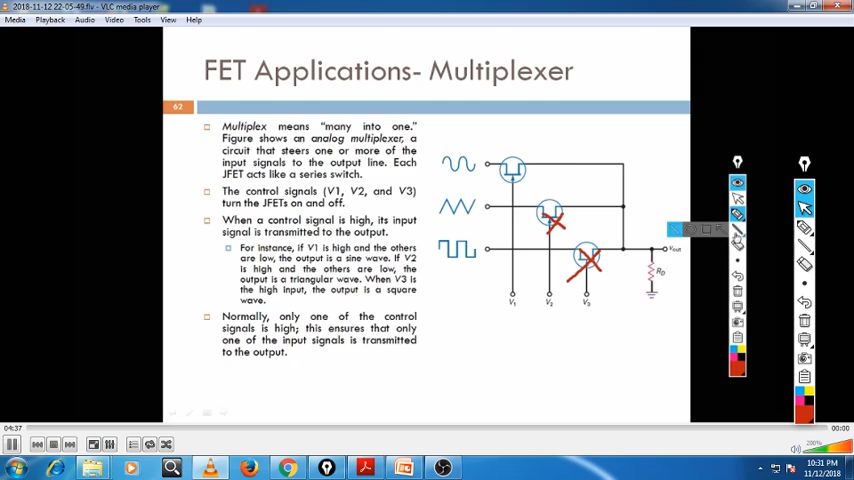 2018-11-12 22-05-49.flv - VLC media player
Media Playback Audio Video Tools View Help
FET Applications- Multiplexer
62
Multiplex means “many into one.”
Figure shows an analog multiplexer, a
circuit that steers one or more of the
input signals to the output line. Each
JFET acts like a series switch.
The control signals (V1, V2, and V3)
turn the JFETs on and off.
When a control signal is high, its input
signal is transmitted to the output.
For instance, if V1 is high and the others
are low, the output is a sine wave. If V2
is high and the others are low, the
output is a triangular wave. When V3 is
the high input, the output is a square
wave.
Normally, only one of the control
signals is high; this ensures that only
one of the input signals is transmitted
to the output.
vout
RD
V1 V2 V3
04:37
00:00
200%
10:31 PM
11/12/2018